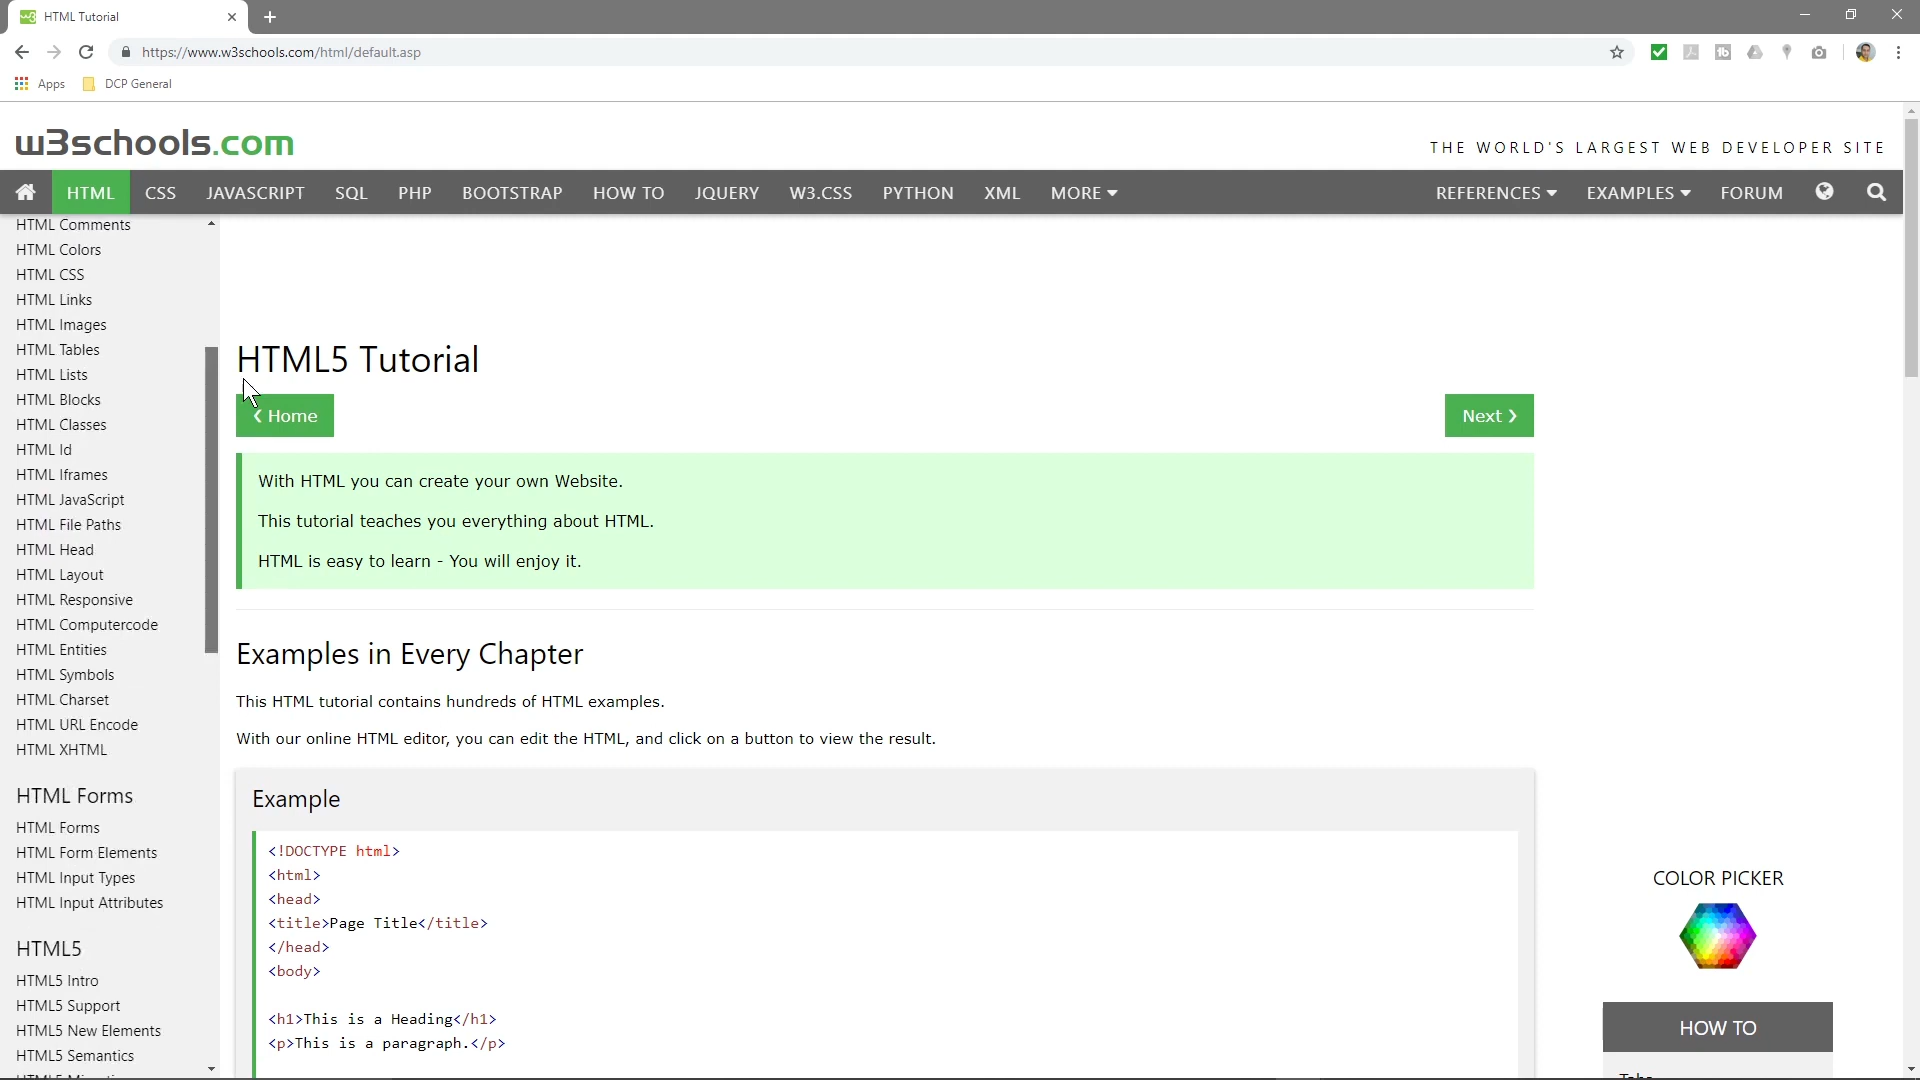 HTML Tutorial
https://www.w3schools.com/html/default.asp
Apps
DCP General
w3schools.com
THE WORLD'S LARGEST WEB DEVELOPER SITE
HTML CSS JAVASCRIPT SQL PHP BOOTSTRAP HOW TO JQUERY W3.CSS PYTHON XML MORE REFERENCES EXAMPLES FORUM
HTML Comments
HTML Colors
HTML CSS
HTML Links
HTML Images
HTML Tables
HTML Lists
HTML Blocks
HTML Classes
HTML Id
HTML Iframes
HTML JavaScript
HTML File Paths
HTML Head
HTML Layout
HTML Responsive
HTML Computercode
HTML Entities
HTML Symbols
HTML Charset
HTML URL Encode
HTML XHTML
HTML Forms
HTML Forms
HTML Form Elements
HTML Input Types
HTML Input Attributes
HTML5
HTML5 Intro
HTML5 Support
HTML5 New Elements
HTML5 Semantics
HTML5 Tutorial
❮ Home
Next ❯
With HTML you can create your own Website.
This tutorial teaches you everything about HTML.
HTML is easy to learn - You will enjoy it.
Examples in Every Chapter
This HTML tutorial contains hundreds of HTML examples.
With our online HTML editor, you can edit the HTML, and click on a button to view the result.
Example
<!DOCTYPE html>
<html>
<head>
<title>Page Title</title>
</head>
<body>
<h1>This is a Heading</h1>
<p>This is a paragraph.</p>
COLOR PICKER
HOW TO